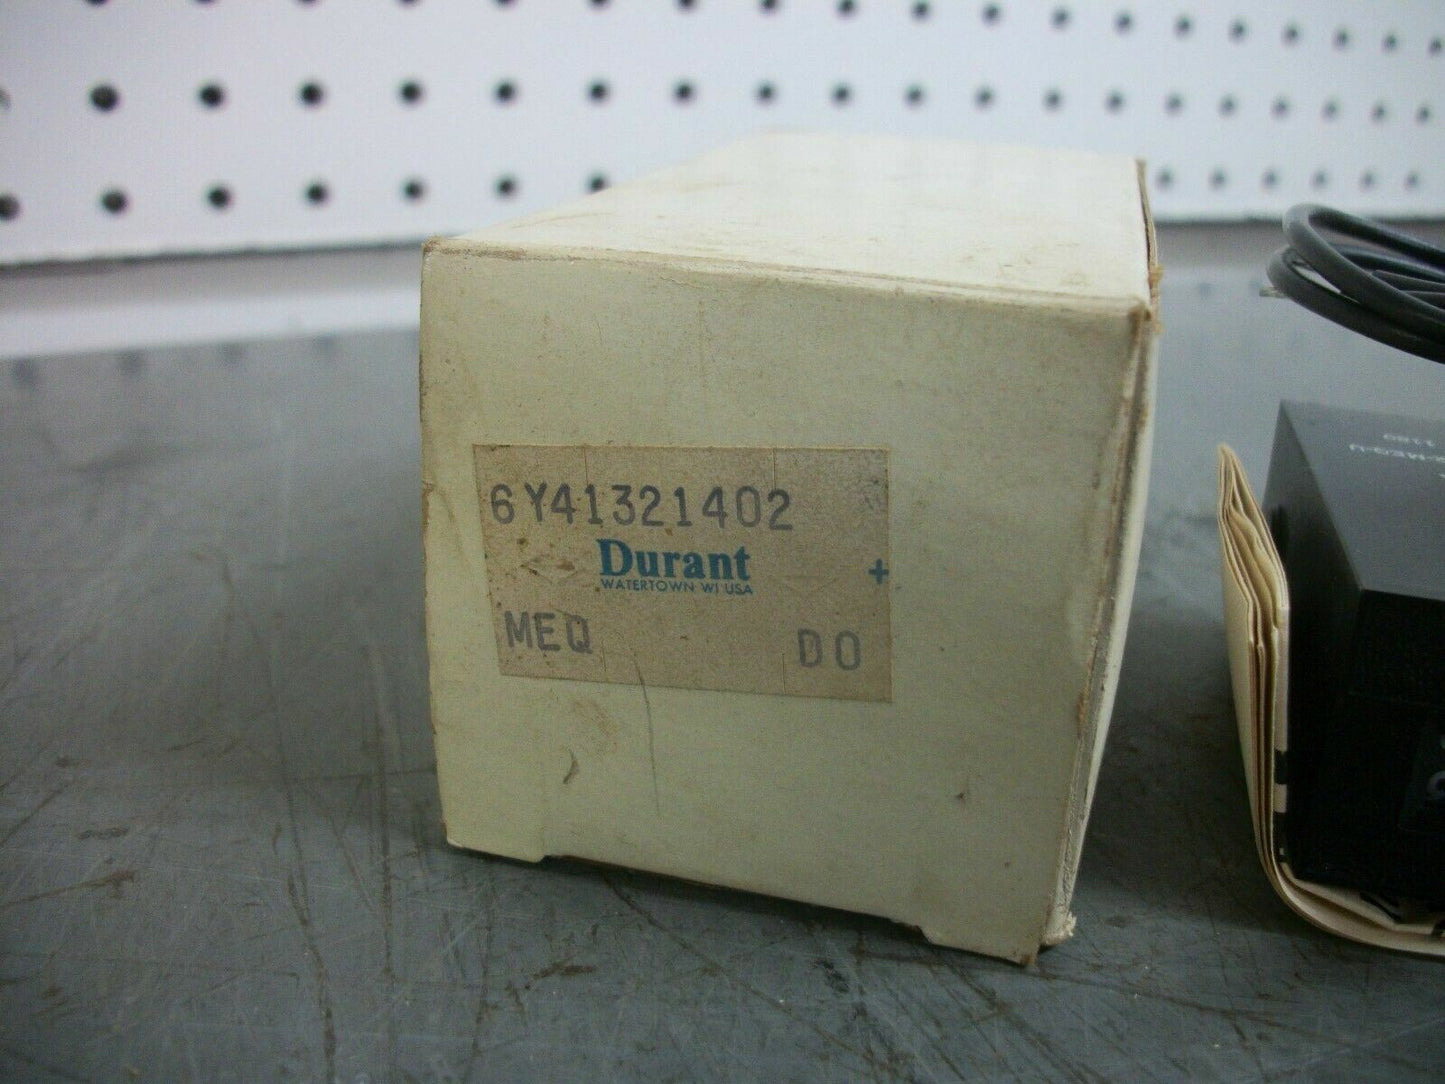 6Y41321402
Durant
WATERTOWN WI USA
+
MEQ DO